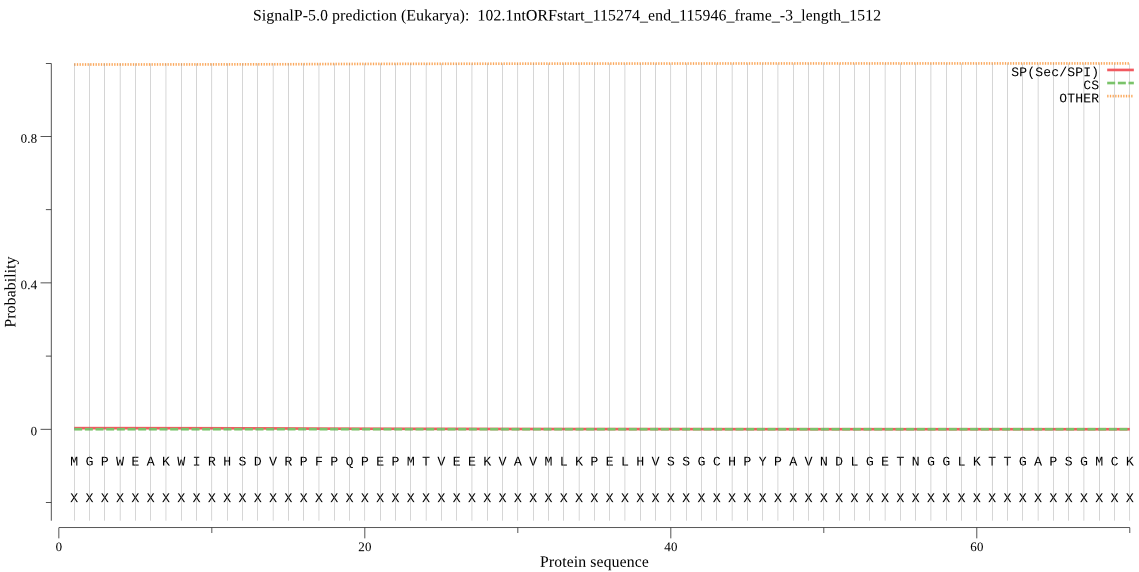 SignalP-5.0 prediction (Eukarya): 102.1ntORFstart_115274_end_115946_frame_-3_length_1512
SP(Sec/SPI)
CS
OTHER
0.8
0.4
0
Probability
M G P W E A K W I R H S D V R P F P Q P E P M T V E E K V A V M L K P E L H V S S G C H P Y P A V N D L G E T N G G L K T T G A P S G M C K
X X X X X X X X X X X X X X X X X X X X X X X X X X X X X X X X X X X X X X X X X X X X X X X X X X X X X X X X X X X X X X X X X X X X X X
0 20 40 60
Protein sequence